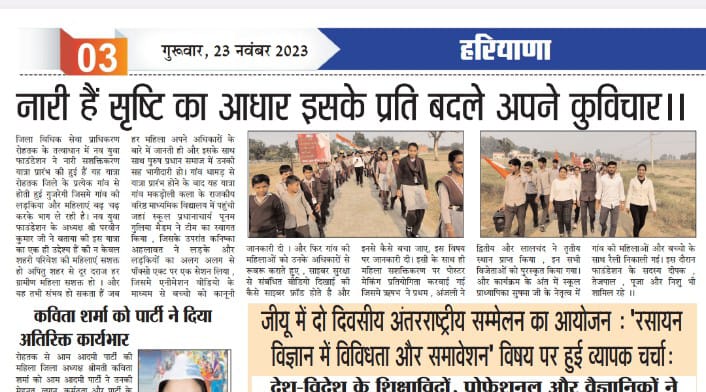 03
गुरूवार, 23 नवंबर 2023
हरियाणा
नारी हैं सृष्टि का आधार इसके प्रति बदले अपने कुविचार।।
जिला विधिक सेवा प्राधिकरण
रोहतक के तत्वाधान में नव युवा
फाउंडेशन ने नारी सशक्तिकरण
यात्रा प्रारंभ की हुई हैं यह यात्रा
रोहतक जिले के प्रत्येक गांव से
होती हुई गुजरेगी जिसमे गांव की
लड़किया और महिलाएं बढ़ चढ़
करके भाग ले रही है। नव युवा
फाउंडेशन के अध्यक्ष श्री परवीन
कुमार जी ने बताया की इस यात्रा
का एक ही उद्देश्य हैं की न केवल
शहरी परिवेश की महिलाएं सशक्त
हो अपितु शहर से दूर दराज हर
ग्रामीण महिला सशक्त हो । और
यह तभी संभव हो सकता हैं जब
हर महिला अपने अधिकारों के
बारे में जानती हो और इसके साथ
साथ पुरुष प्रधान समाज में उनको
सह भागीदारी हो। गांव धामड़ से
यात्रा प्रारंभ होने के बाद यह यात्रा
गांव मकड़ौली कला के राजकीय
वरिष्ठ माध्यमिक विद्यालय में पहुंची
जहां स्कूल प्रधानाचार्य पूनम
गुलिया मैडम ने टीम का स्वागत
किया , जिसके उपरांत कनिष्का
अहलावत ने लड़के और
लड़कियों का अलग अलग से
पॉक्सो एक्ट पर एक सेशन लिया,
जिसमे एनीमेशन वीडियो के
माध्यम से बच्चो को कानूनी
जानकारी दी । और फिर गांव की
महिलाओं को उनके अधिकारो से
रूबरू कराते हुए , साइबर सुरक्षा
से संबंधित वीडियो दिखाई की
कैसे साइबर फ्रॉड होते है और
इनसे कैसे बचा जाए, इस विषय
पर जानकारी दी। इसी के साथ ही
महिला सशक्तिकरण पर पोस्टर
मेकिंग प्रतियोगिता करवाई गई
जिसमे ऋषभ ने प्रथम , अंजली ने
द्वितीय और लालचंद ने तृतीय
स्थान प्राप्त किया , इन सभी
विजेताओं को पुरुस्कृत किया गया।
और कार्यक्रम के अंत में स्कूल
प्राध्यापिका सुषमा जी के नेतृत्व में
गांव की महिलाओ और बच्चो के
साथ रैली निकाली गई। इस दौरान
फाउंडेशन के सदस्य दीपक ,
तेजपाल , पूजा और निशु भी
शामिल रहे ।।
कविता शर्मा को पार्टी ने दिया
अतिरिक्त कार्यभार
रोहतक से आम आदमी पार्टी की
महिला जिला अध्यक्ष श्रीमती कविता
शर्मा को आम आदमी पार्टी ने उनकी
जीयू में दो दिवसीय अंतरराष्ट्रीय सम्मेलन का आयोजन : 'रसायन
विज्ञान में विविधता और समावेशन' विषय पर हुई व्यापक चर्चा:
देश-विदेश के शिक्षाविदों, प्रोफेशनल और वैज्ञानिकों ने